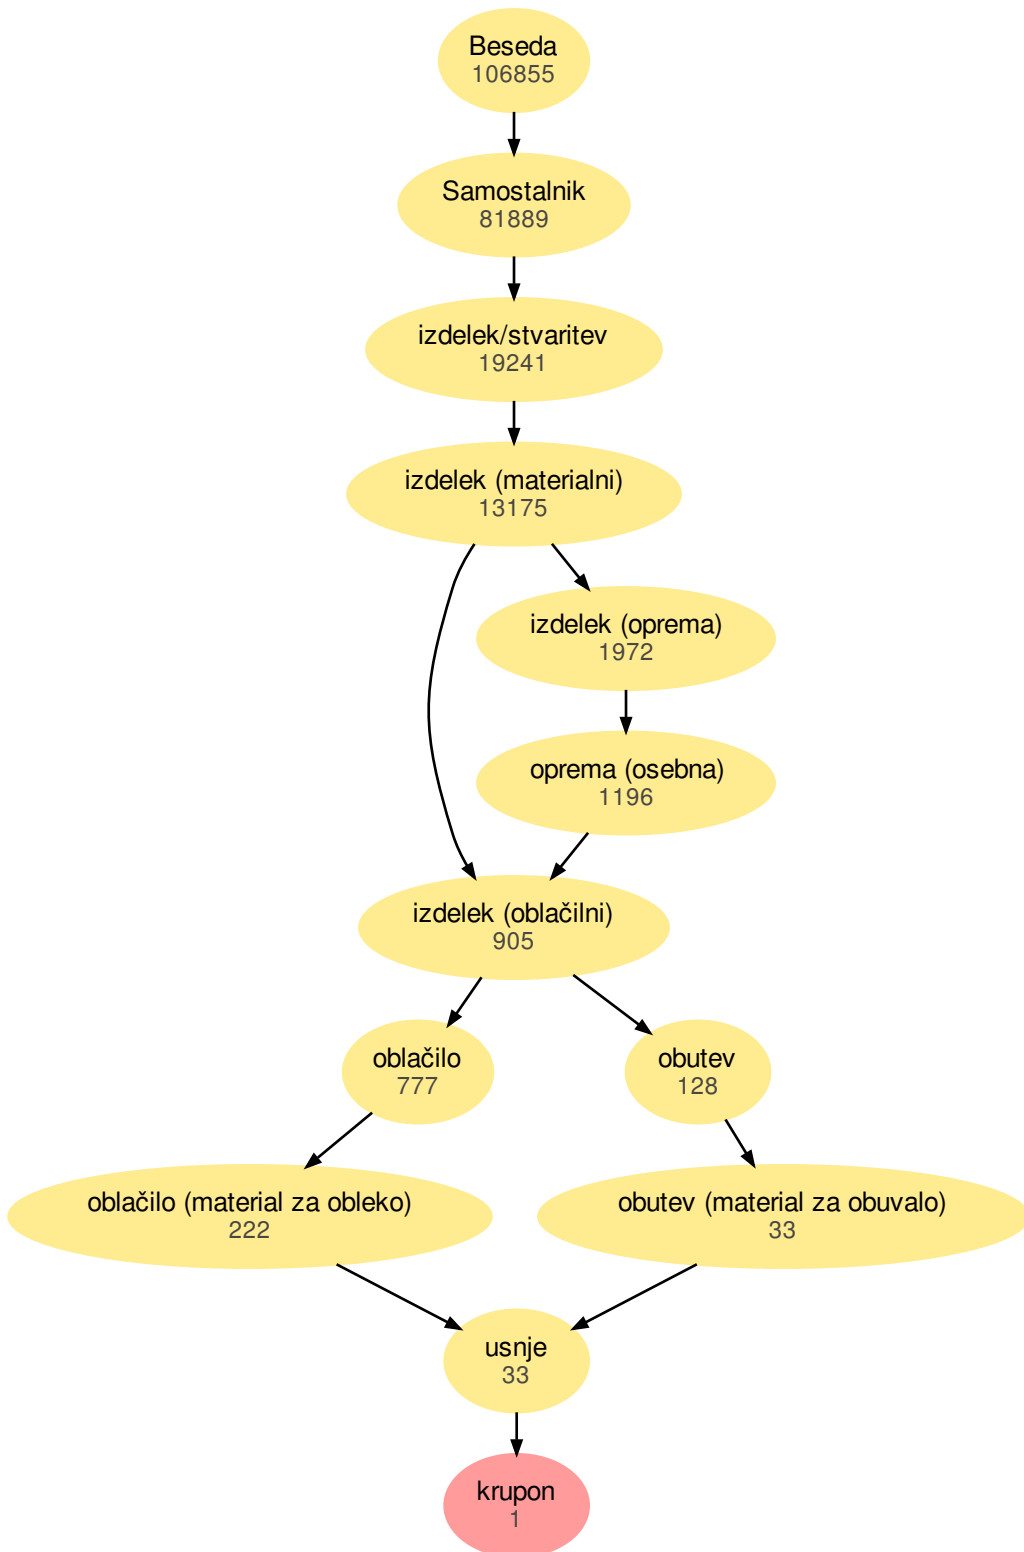 Beseda
106855
Samostalnik
81889
izdelek/stvaritev
19241
izdelek (materialni)
13175
izdelek (oprema)
1972
oprema (osebna)
1196
izdelek (oblačilni)
905
oblačilo
777
obutev
128
oblačilo (material za obleko)
222
obutev (material za obuvalo)
33
usnje
33
krupon
1